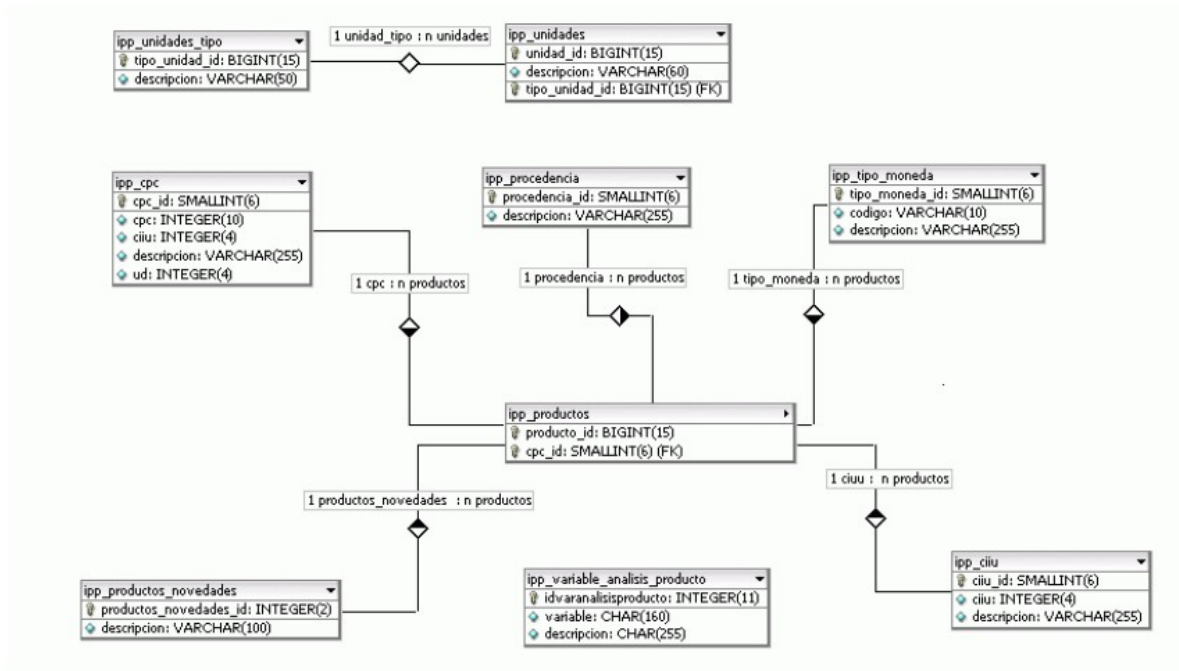 ipp_unidades_tipo
tipo_unidad_id: BIGINT(15)
descripcion: VARCHAR(50)
1 unidad_tipo : n unidades
ipp_unidades
unidad_id: BIGINT(15)
descripcion: VARCHAR(60)
tipo_unidad_id: BIGINT(15) (FK)
ipp_cpc
cpc_id: SMALLINT(6)
cpc: INTEGER(10)
ciiu: INTEGER(4)
descripcion: VARCHAR(255)
ud: INTEGER(4)
ipp_procedencia
procedencia_id: SMALLINT(6)
descripcion: VARCHAR(255)
ipp_tipo_moneda
tipo_moneda_id: SMALLINT(6)
codigo: VARCHAR(10)
descripcion: VARCHAR(255)
1 cpc : n productos
1 procedencia : n productos
1 tipo_moneda : n productos
ipp_productos
producto_id: BIGINT(15)
cpc_id: SMALLINT(6) (FK)
1 productos_novedades : n productos
1 ciuu : n productos
ipp_productos_novedades
productos_novedades_id: INTEGER(2)
descripcion: VARCHAR(100)
ipp_variable_analisis_producto
idvaranalisisproducto: INTEGER(11)
variable: CHAR(160)
descripcion: CHAR(255)
ipp_ciiu
ciiu_id: SMALLINT(6)
ciiu: INTEGER(4)
descripcion: VARCHAR(255)